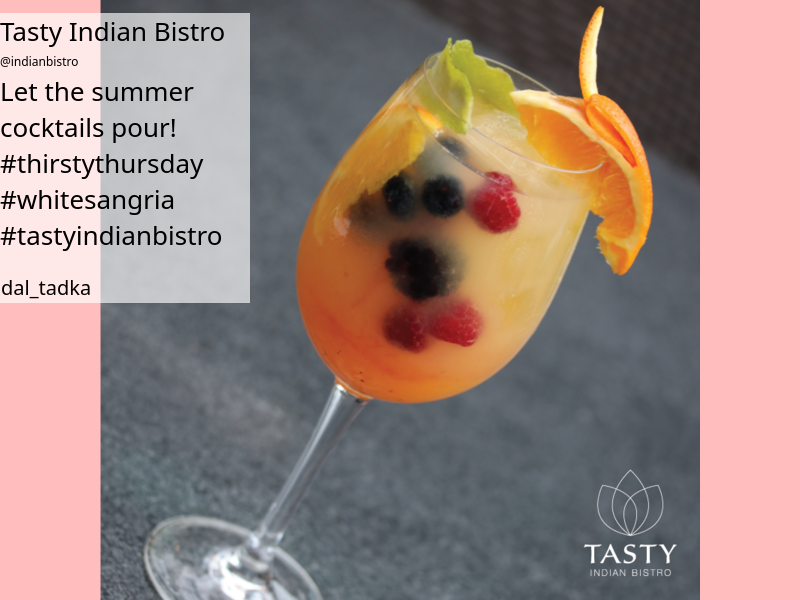 Tasty Indian Bistro
@indianbistro
Let the summer
cocktails pour!
#thirstythursday
#whitesangria
#tastyindianbistro
dal_tadka
TASTY
INDIAN BISTRO